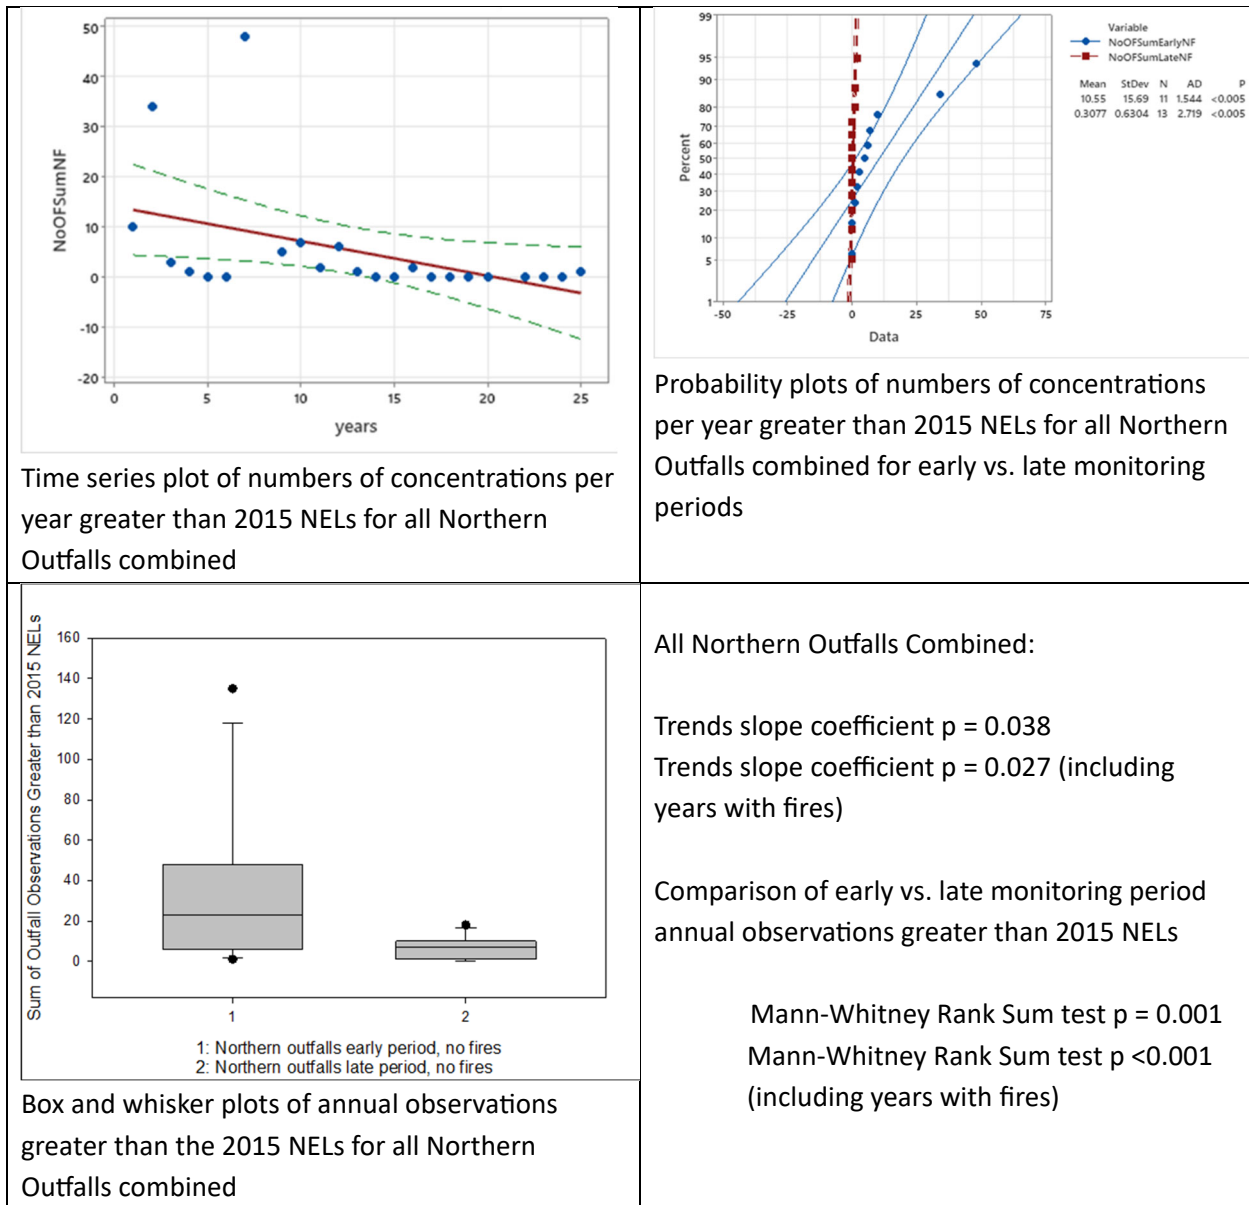 50
40
30
20
10
0
-10
-20
NoOFSumNF
0 5 10 15 20 25
years
Time series plot of numbers of concentrations per
year greater than 2015 NELs for all Northern
Outfalls combined
99
95
90
80
70
60
50
40
30
20
10
5
1
Percent
-50 -25 0 25 50 75
Data
Variable
NoOFSumEarlyNF
NoOFSumLateNF
Mean StDev N AD P
10.55 15.69 11 1.544 <0.005
0.3077 0.6304 13 2.719 <0.005
Probability plots of numbers of concentrations
per year greater than 2015 NELs for all Northern
Outfalls combined for early vs. late monitoring
periods
Sum of Outfall Observations Greater than 2015 NELs
160
140
120
100
80
60
40
20
0
1 2
1: Northern outfalls early period, no fires
2: Northern outfalls late period, no fires
Box and whisker plots of annual observations
greater than the 2015 NELs for all Northern
Outfalls combined
All Northern Outfalls Combined:
Trends slope coefficient p = 0.038
Trends slope coefficient p = 0.027 (including
years with fires)
Comparison of early vs. late monitoring period
annual observations greater than 2015 NELs
Mann-Whitney Rank Sum test p = 0.001
Mann-Whitney Rank Sum test p <0.001
(including years with fires)